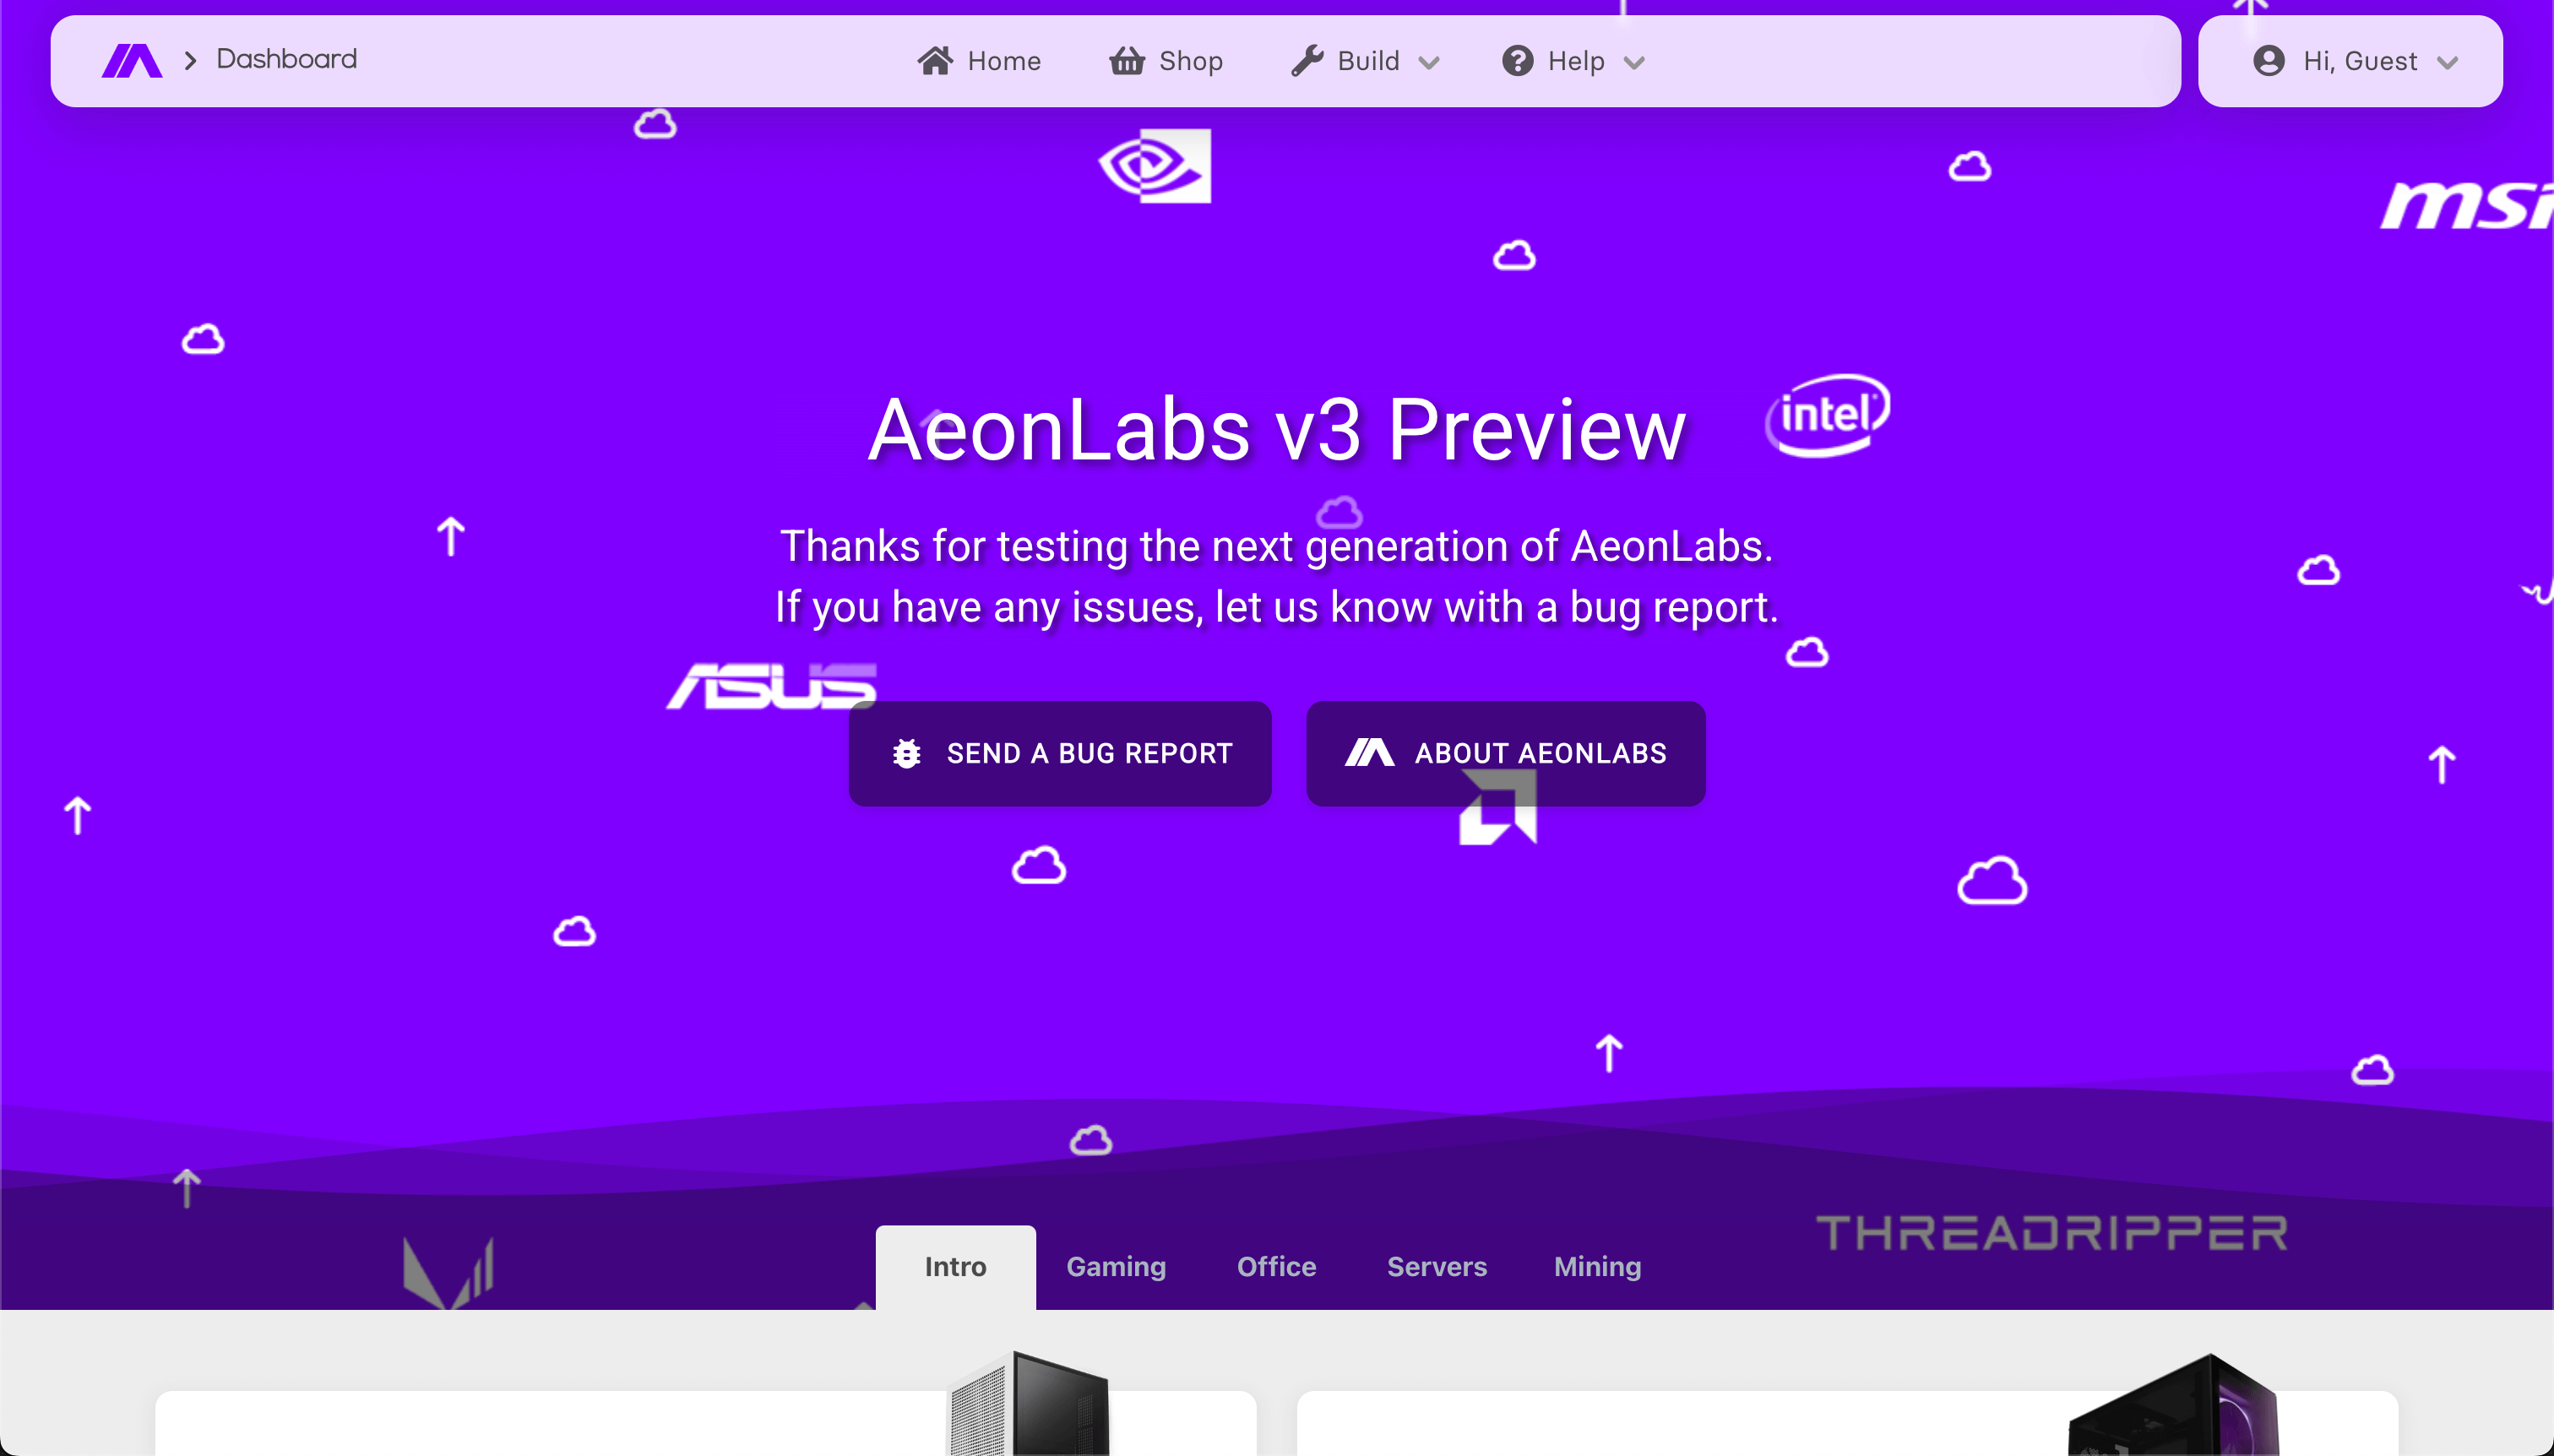 Dashboard
Home
Shop
Build
Help
Hi, Guest
msi
intel
AeonLabs v3 Preview
Thanks for testing the next generation of AeonLabs.
If you have any issues, let us know with a bug report.
ASUS
SEND A BUG REPORT
ABOUT AEONLABS
THREADRIPPER
Intro
Gaming
Office
Servers
Mining